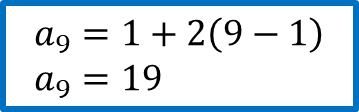 a₉ = 1 + 2(9 − 1)
a₉ = 19